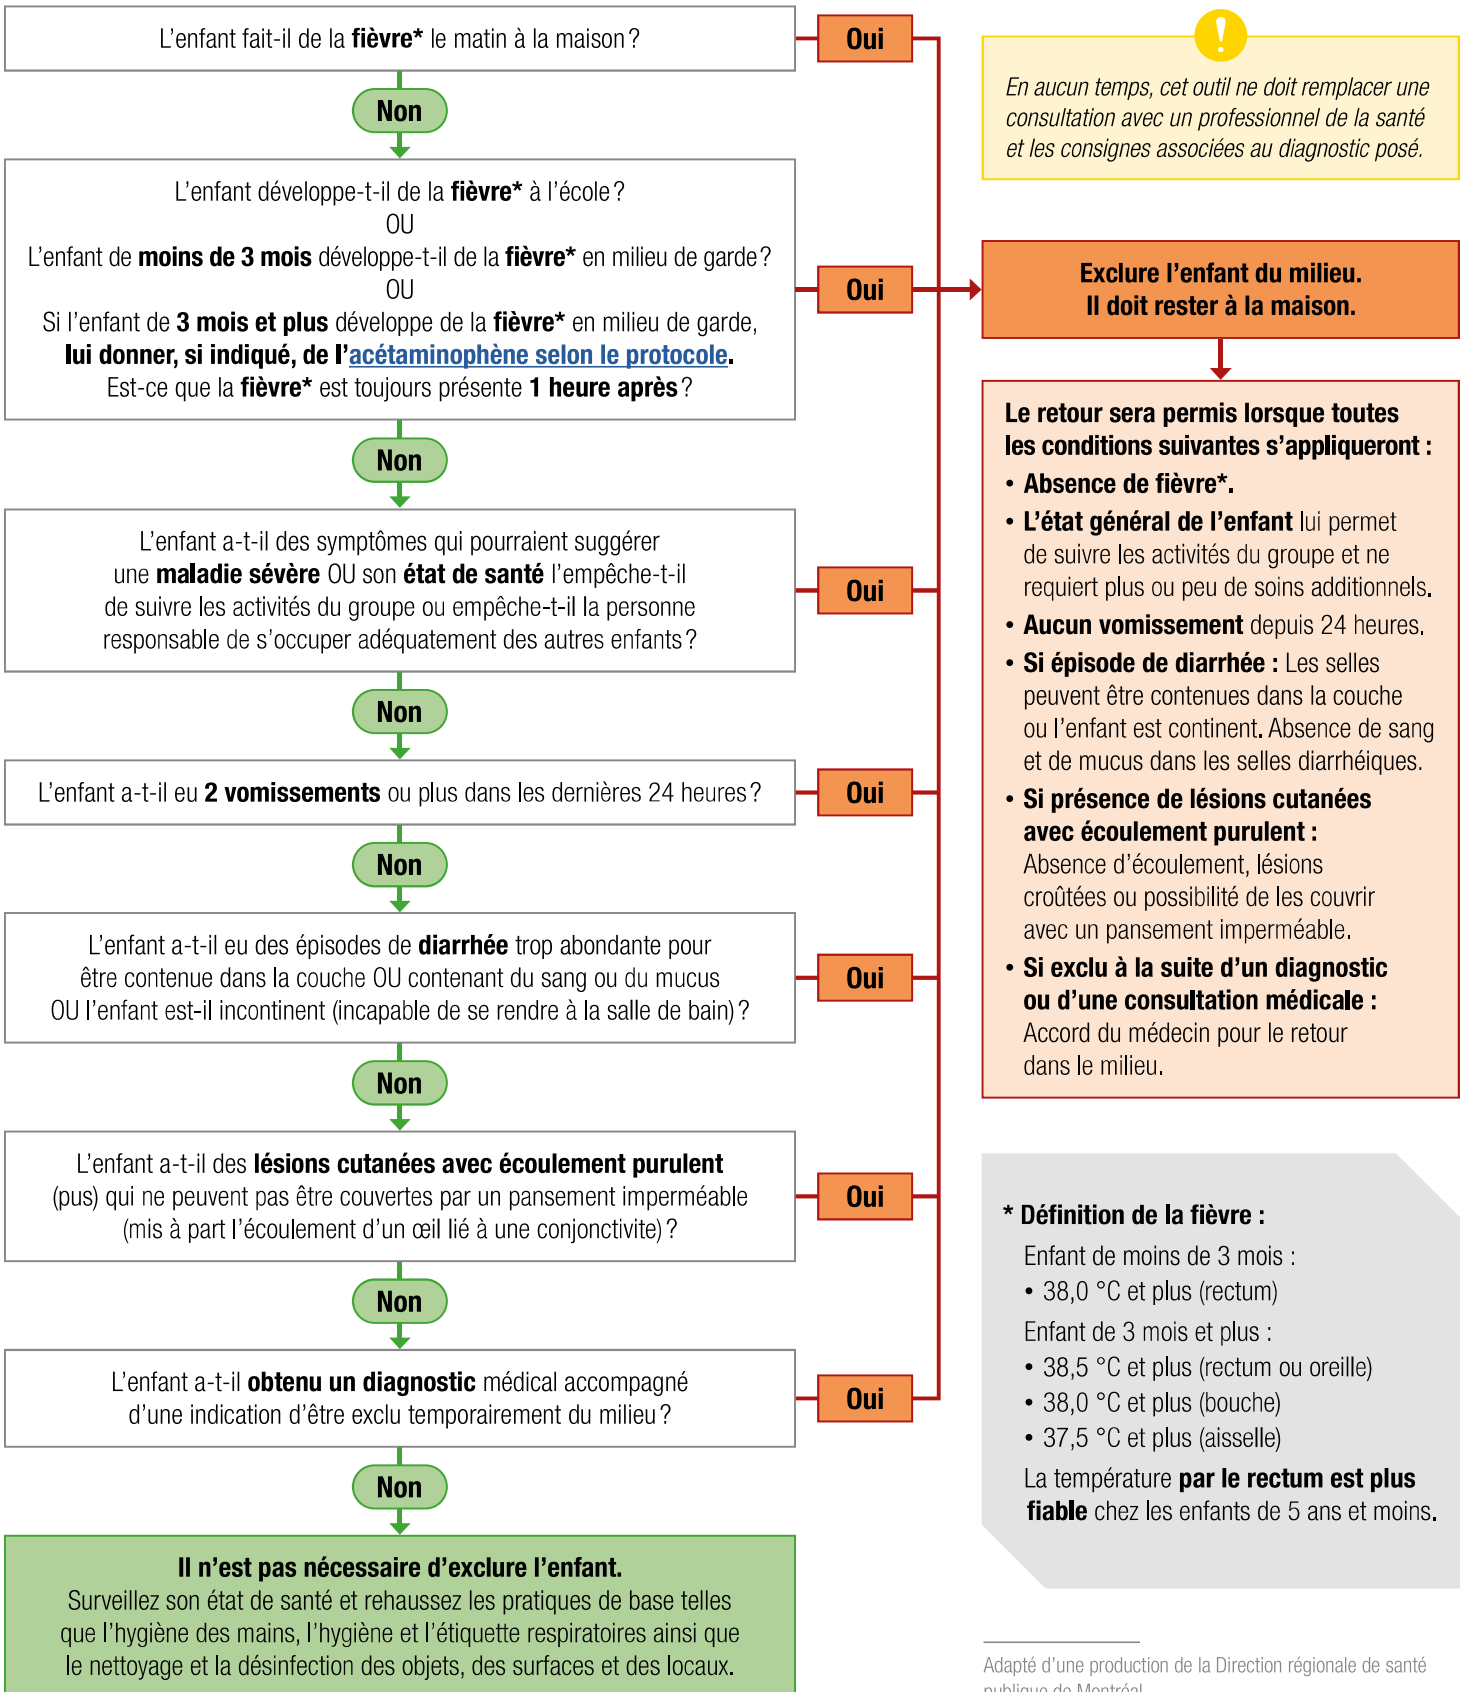 L'enfant fait-il de la fièvre* le matin à la maison ?
Oui
Non
L'enfant développe-t-il de la fièvre* à l'école ?
OU
L'enfant de moins de 3 mois développe-t-il de la fièvre* en milieu de garde ?
OU
Si l'enfant de 3 mois et plus développe de la fièvre* en milieu de garde,
lui donner, si indiqué, de l'acétaminophène selon le protocole.
Est-ce que la fièvre* est toujours présente 1 heure après ?
Oui
Non
L'enfant a-t-il des symptômes qui pourraient suggérer
une maladie sévère OU son état de santé l'empêche-t-il
de suivre les activités du groupe ou empêche-t-il la personne
responsable de s'occuper adéquatement des autres enfants ?
Oui
Non
L'enfant a-t-il eu 2 vomissements ou plus dans les dernières 24 heures ?
Oui
Non
L'enfant a-t-il eu des épisodes de diarrhée trop abondante pour
être contenue dans la couche OU contenant du sang ou du mucus
OU l'enfant est-il incontinent (incapable de se rendre à la salle de bain) ?
Oui
Non
L'enfant a-t-il des lésions cutanées avec écoulement purulent
(pus) qui ne peuvent pas être couvertes par un pansement imperméable
(mis à part l'écoulement d'un œil lié à une conjonctivite) ?
Oui
Non
L'enfant a-t-il obtenu un diagnostic médical accompagné
d'une indication d'être exclu temporairement du milieu ?
Oui
Non
Il n'est pas nécessaire d'exclure l'enfant.
Surveillez son état de santé et rehaussez les pratiques de base telles
que l'hygiène des mains, l'hygiène et l'étiquette respiratoires ainsi que
le nettoyage et la désinfection des objets, des surfaces et des locaux.
!
En aucun temps, cet outil ne doit remplacer une
consultation avec un professionnel de la santé
et les consignes associées au diagnostic posé.
Exclure l'enfant du milieu.
Il doit rester à la maison.
Le retour sera permis lorsque toutes
les conditions suivantes s'appliqueront :
• Absence de fièvre*.
• L'état général de l'enfant lui permet
de suivre les activités du groupe et ne
requiert plus ou peu de soins additionnels.
• Aucun vomissement depuis 24 heures.
• Si épisode de diarrhée : Les selles
peuvent être contenues dans la couche
ou l'enfant est continent. Absence de sang
et de mucus dans les selles diarrhéiques.
• Si présence de lésions cutanées
avec écoulement purulent :
Absence d'écoulement, lésions
croûtées ou possibilité de les couvrir
avec un pansement imperméable.
• Si exclu à la suite d'un diagnostic
ou d'une consultation médicale :
Accord du médecin pour le retour
dans le milieu.
* Définition de la fièvre :
Enfant de moins de 3 mois :
• 38,0 °C et plus (rectum)
Enfant de 3 mois et plus :
• 38,5 °C et plus (rectum ou oreille)
• 38,0 °C et plus (bouche)
• 37,5 °C et plus (aisselle)
La température par le rectum est plus
fiable chez les enfants de 5 ans et moins.
Adapté d'une production de la Direction régionale de santé
publique de Montréal